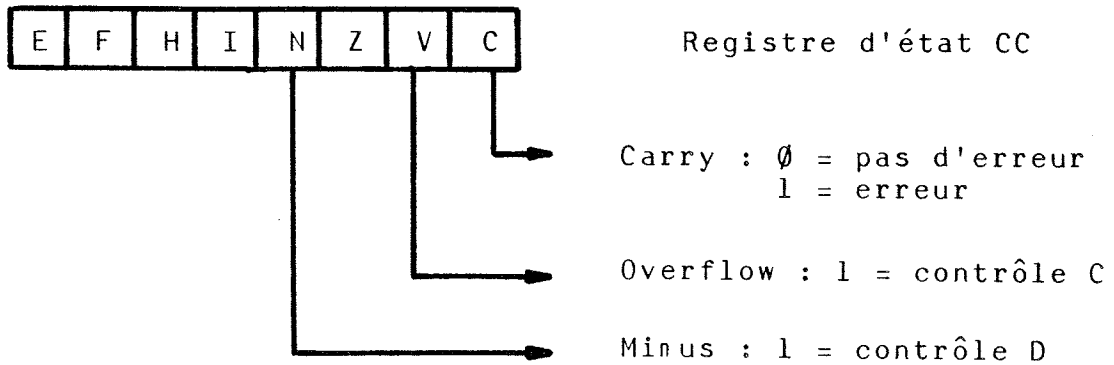 E F H I N Z V C
Registre d'état CC
Carry : Ø = pas d'erreur
1 = erreur
Overflow : 1 = contrôle C
Minus : 1 = contrôle D